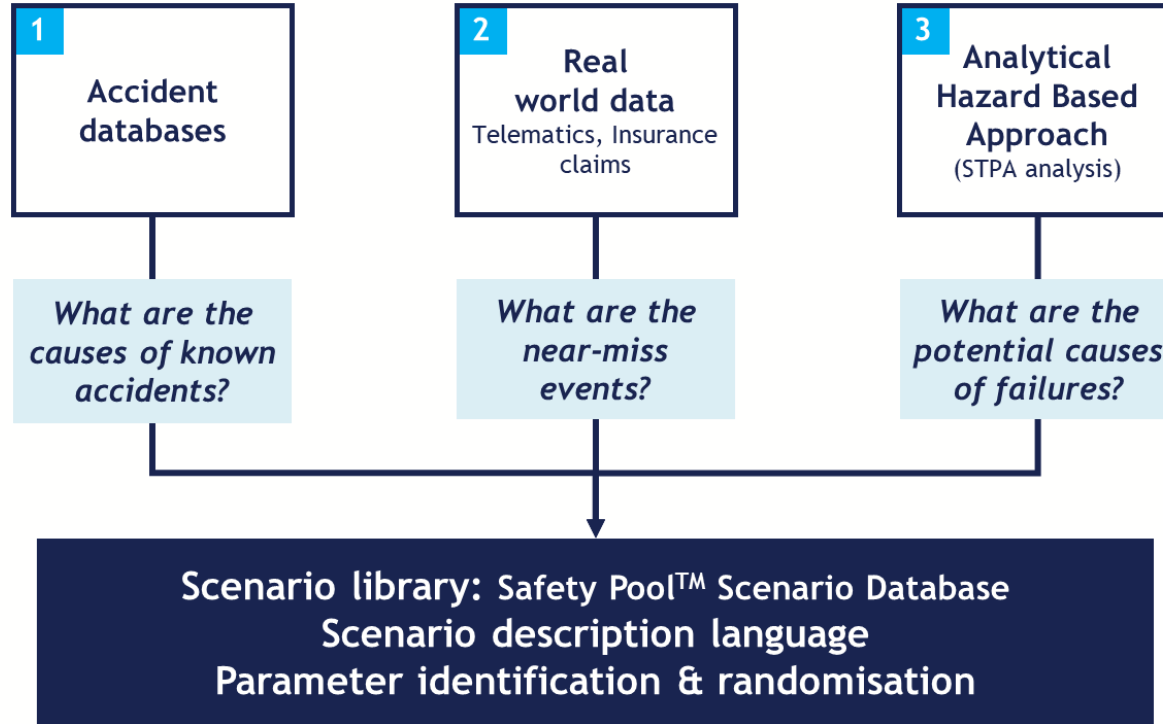 1
Accident
databases
2
Real
world data
Telematics, Insurance
claims
3
Analytical
Hazard Based
Approach
(STPA analysis)
What are the
causes of known
accidents?
What are the
near-miss
events?
What are the
potential causes
of failures?
Scenario library: Safety Pool™ Scenario Database
Scenario description language
Parameter identification & randomisation